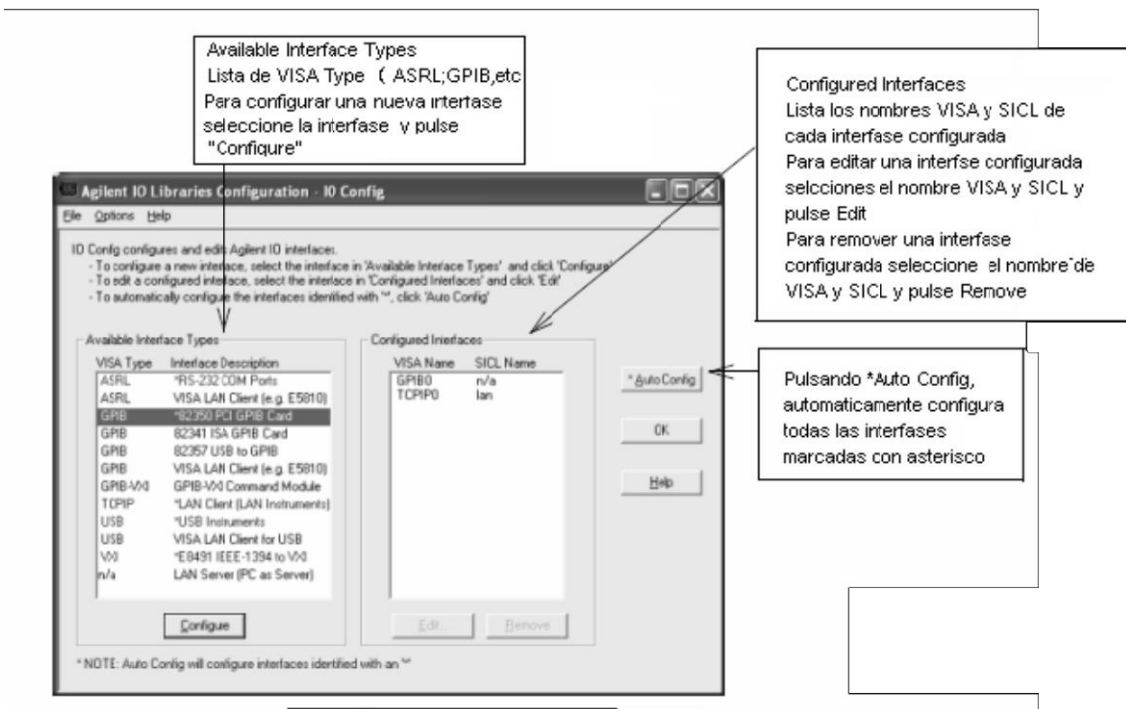 Available Interface Types
Lista de VISA Type ( ASRL;GPIB,etc
Para configurar una nueva interfase
seleccione la interfase y pulse
"Configure"
Configured Interfaces
Lista los nombres VISA y SICL de
cada interfase configurada
Para editar una interfse configurada
selcciones el nombre VISA y SICL y
pulse Edit
Para remover una interfase
configurada seleccione el nombre de
VISA y SICL y pulse Remove
Pulsando *Auto Config,
automaticamente configura
todas las interfases
marcadas con asterisco
Agilent IO Libraries Configuration - IO Config
File Options Help
IO Config configures and edits Agilent IO interfaces.
- To configure a new interface, select the interface in 'Available Interface Types' and click 'Configure'
- To edit a configured interface, select the interface in 'Configured Interfaces' and click 'Edit'
- To automatically configure the interfaces identified with '*', click 'Auto Config'
Available Interface Types
VISA Type Interface Description
ASRL *RS-232 COM Ports
ASRL VISA LAN Client (e.g. E5810)
GPIB *82350 PCI GPIB Card
GPIB 82341 ISA GPIB Card
GPIB 82357 USB to GPIB
GPIB VISA LAN Client (e.g. E5810)
GPIB-VXI GPIB-VXI Command Module
TCPIP *LAN Client (LAN Instruments)
USB *USB Instruments
USB VISA LAN Client for USB
VXI *E8491 IEEE-1394 to VXI
n/a LAN Server (PC as Server)
Configure
Configured Interfaces
VISA Name SICL Name
GPIB0 n/a
TCPIP0 lan
Edit... Remove
* Auto Config
OK
Help
* NOTE: Auto Config will configure interfaces identified with an '*'